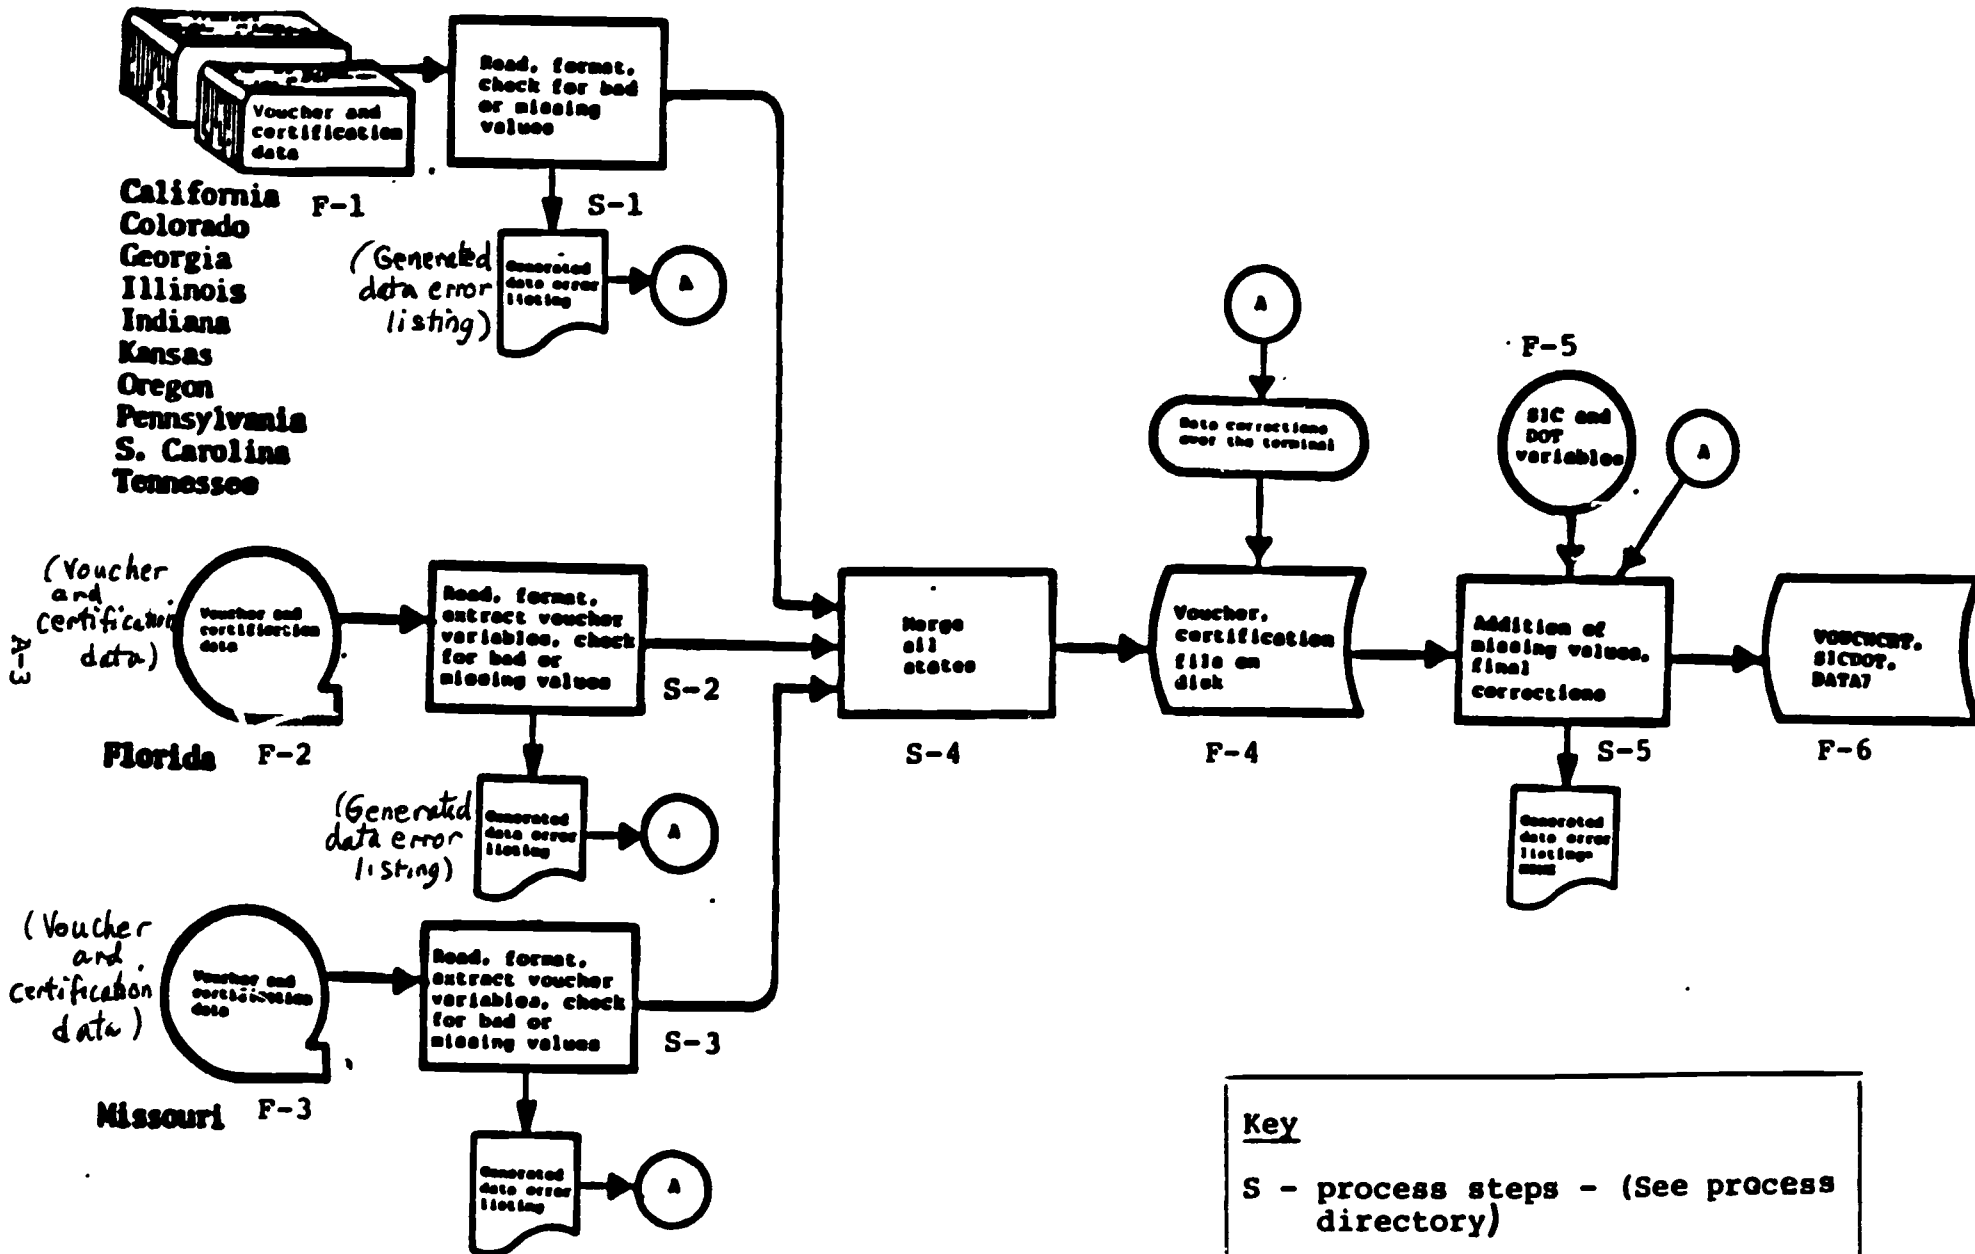 Voucher and
certification
data
F-1
California
Colorado
Georgia
Illinois
Indiana
Kansas
Oregon
Pennsylvania
S. Carolina
Tennessee
Read, format,
check for bad
or missing
values
S-1
(Generated
data error
listing)
Generated
data error
listing
A
(Voucher
and
certification
data)
Voucher and
certification
data
Florida
F-2
Read, format,
extract voucher
variables, check
for bad or
missing values
S-2
(Generated
data error
listing)
Generated
data error
listing
A
(Voucher
and
certification
data)
Voucher and
certification
data
Missouri
F-3
Read, format,
extract voucher
variables, check
for bad or
missing values
S-3
Generated
data error
listing
A
Merge
all
states
S-4
A
Data corrections
over the terminal
Voucher,
certification
file on
disk
F-4
F-5
SIC and
DOT
variables
A
Addition of
missing values,
final
corrections
S-5
Generated
data error
listing-
NONE
VOUCHCRT.
SICDOT.
DATA7
F-6
A-3
Key
S - process steps - (See process
directory)